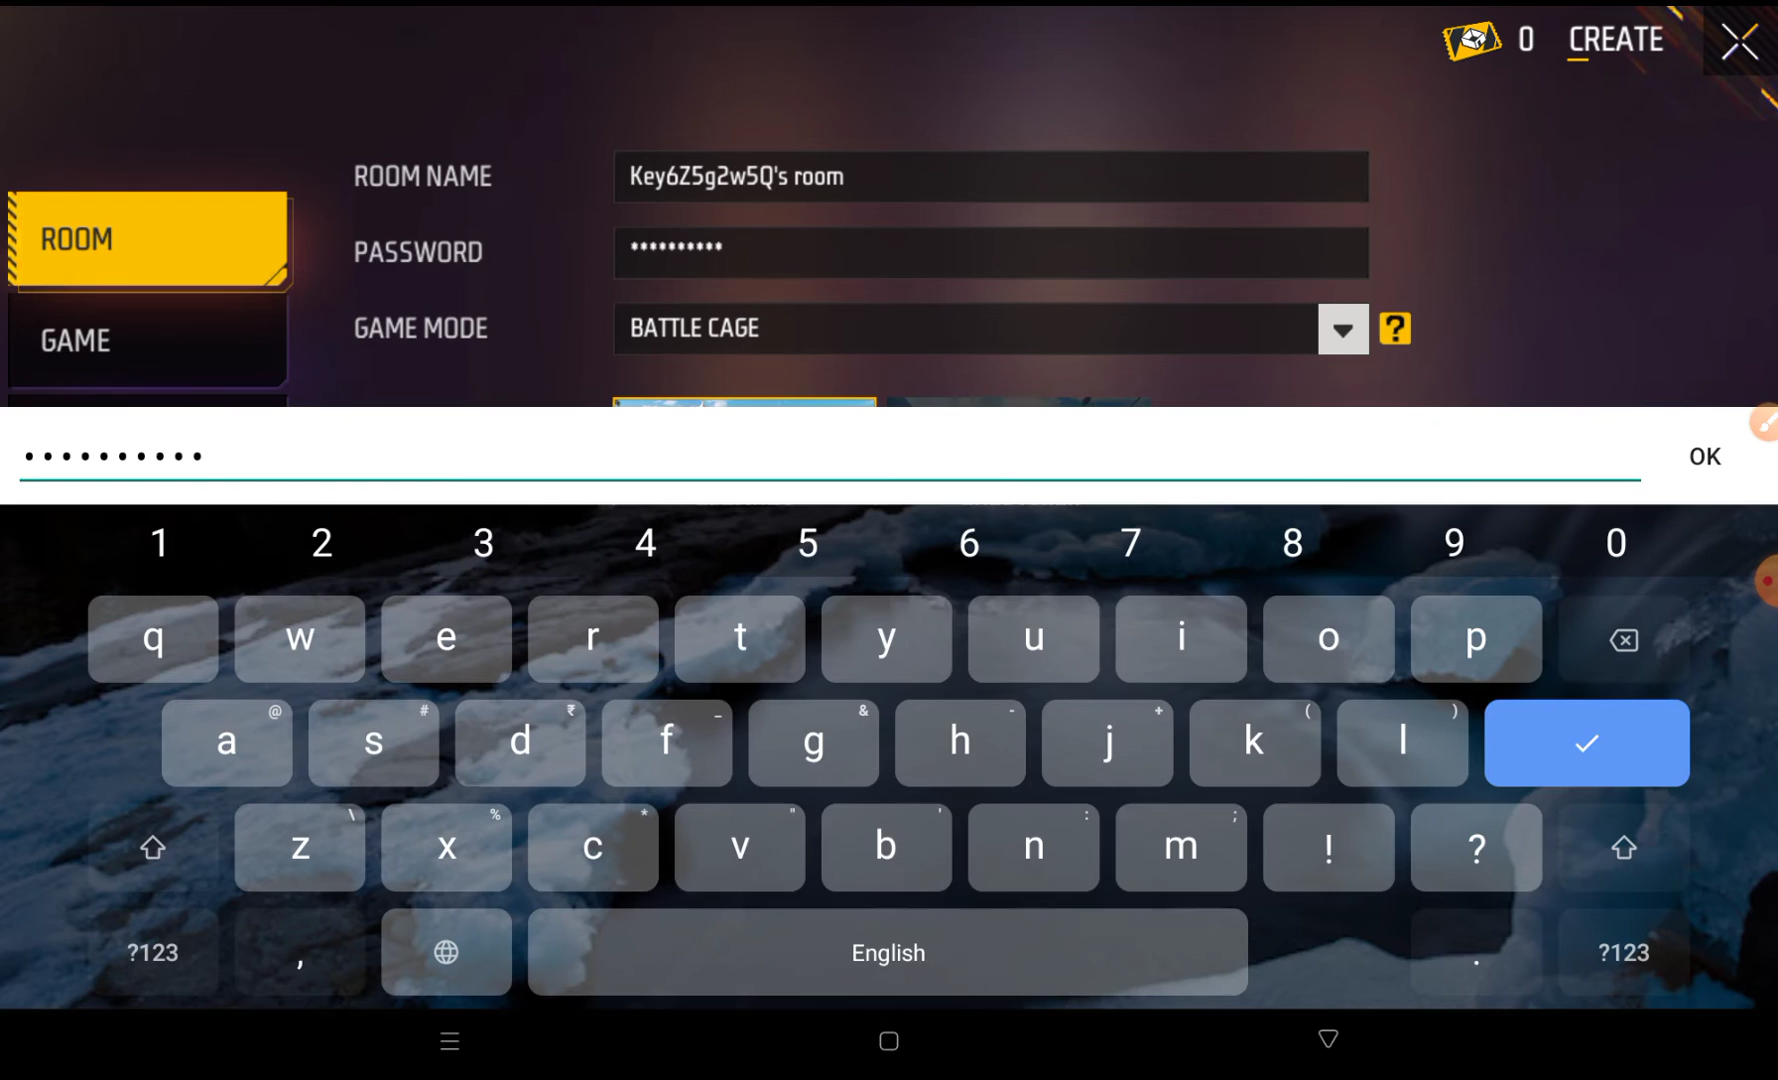 0 CREATE
ROOM NAME Key6Z5g2w5Q's room
ROOM
PASSWORD **********
GAME MODE BATTLE CAGE ?
GAME
•••••••••• OK
1 2 3 4 5 6 7 8 9 0
q w e r t y u i o p
@ # ₹ _ & - + ( )
a s d f g h j k l
\ % * " ' : ;
z x c v b n m ! ?
?123 , English . ?123